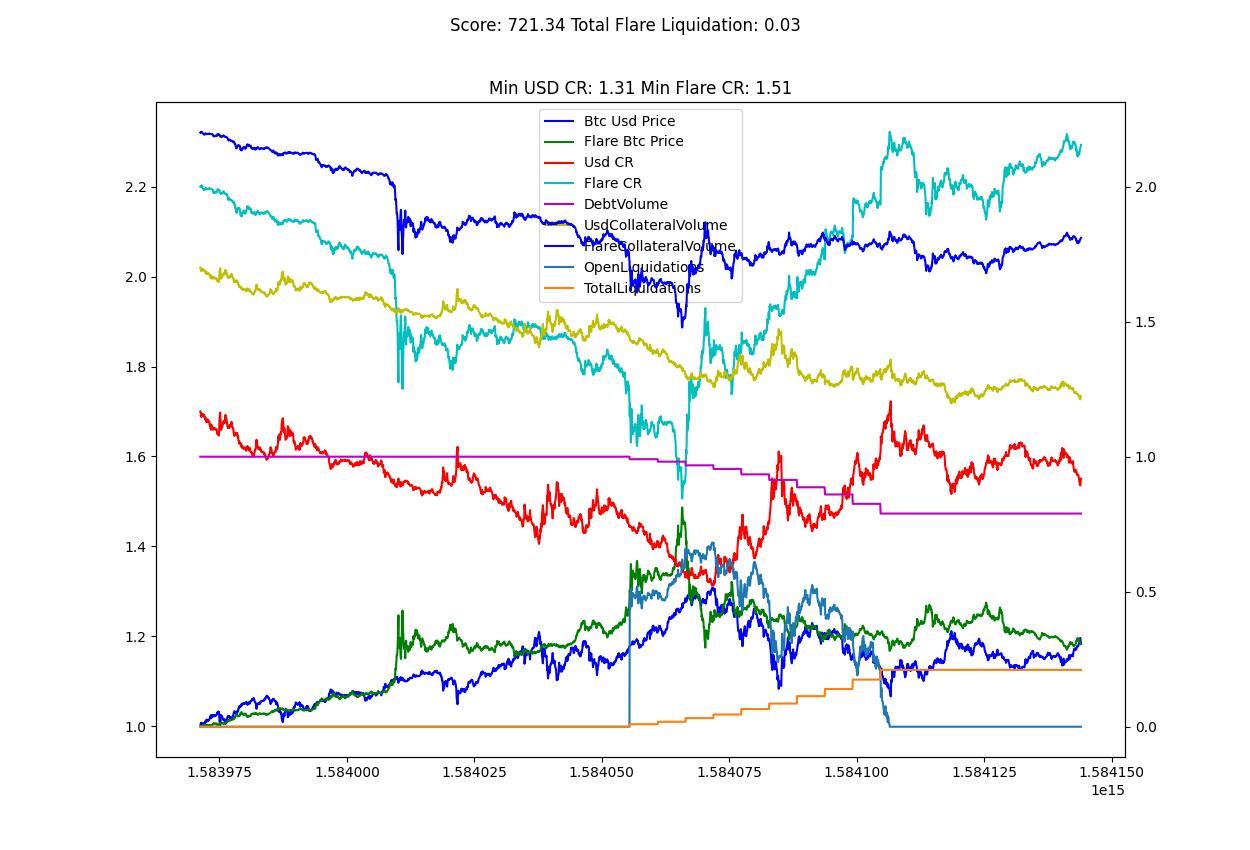 Score: 721.34 Total Flare Liquidation: 0.03
Min USD CR: 1.31 Min Flare CR: 1.51
Btc Usd Price
Flare Btc Price
Usd CR
Flare CR
DebtVolume
UsdCollateralVolume
FlareCollateralVolume
OpenLiquidations
TotalLiquidations
2.2
2.0
1.8
1.6
1.4
1.2
1.0
2.0
1.5
1.0
0.5
0.0
1.583975 1.584000 1.584025 1.584050 1.584075 1.584100 1.584125 1.584150
1e15